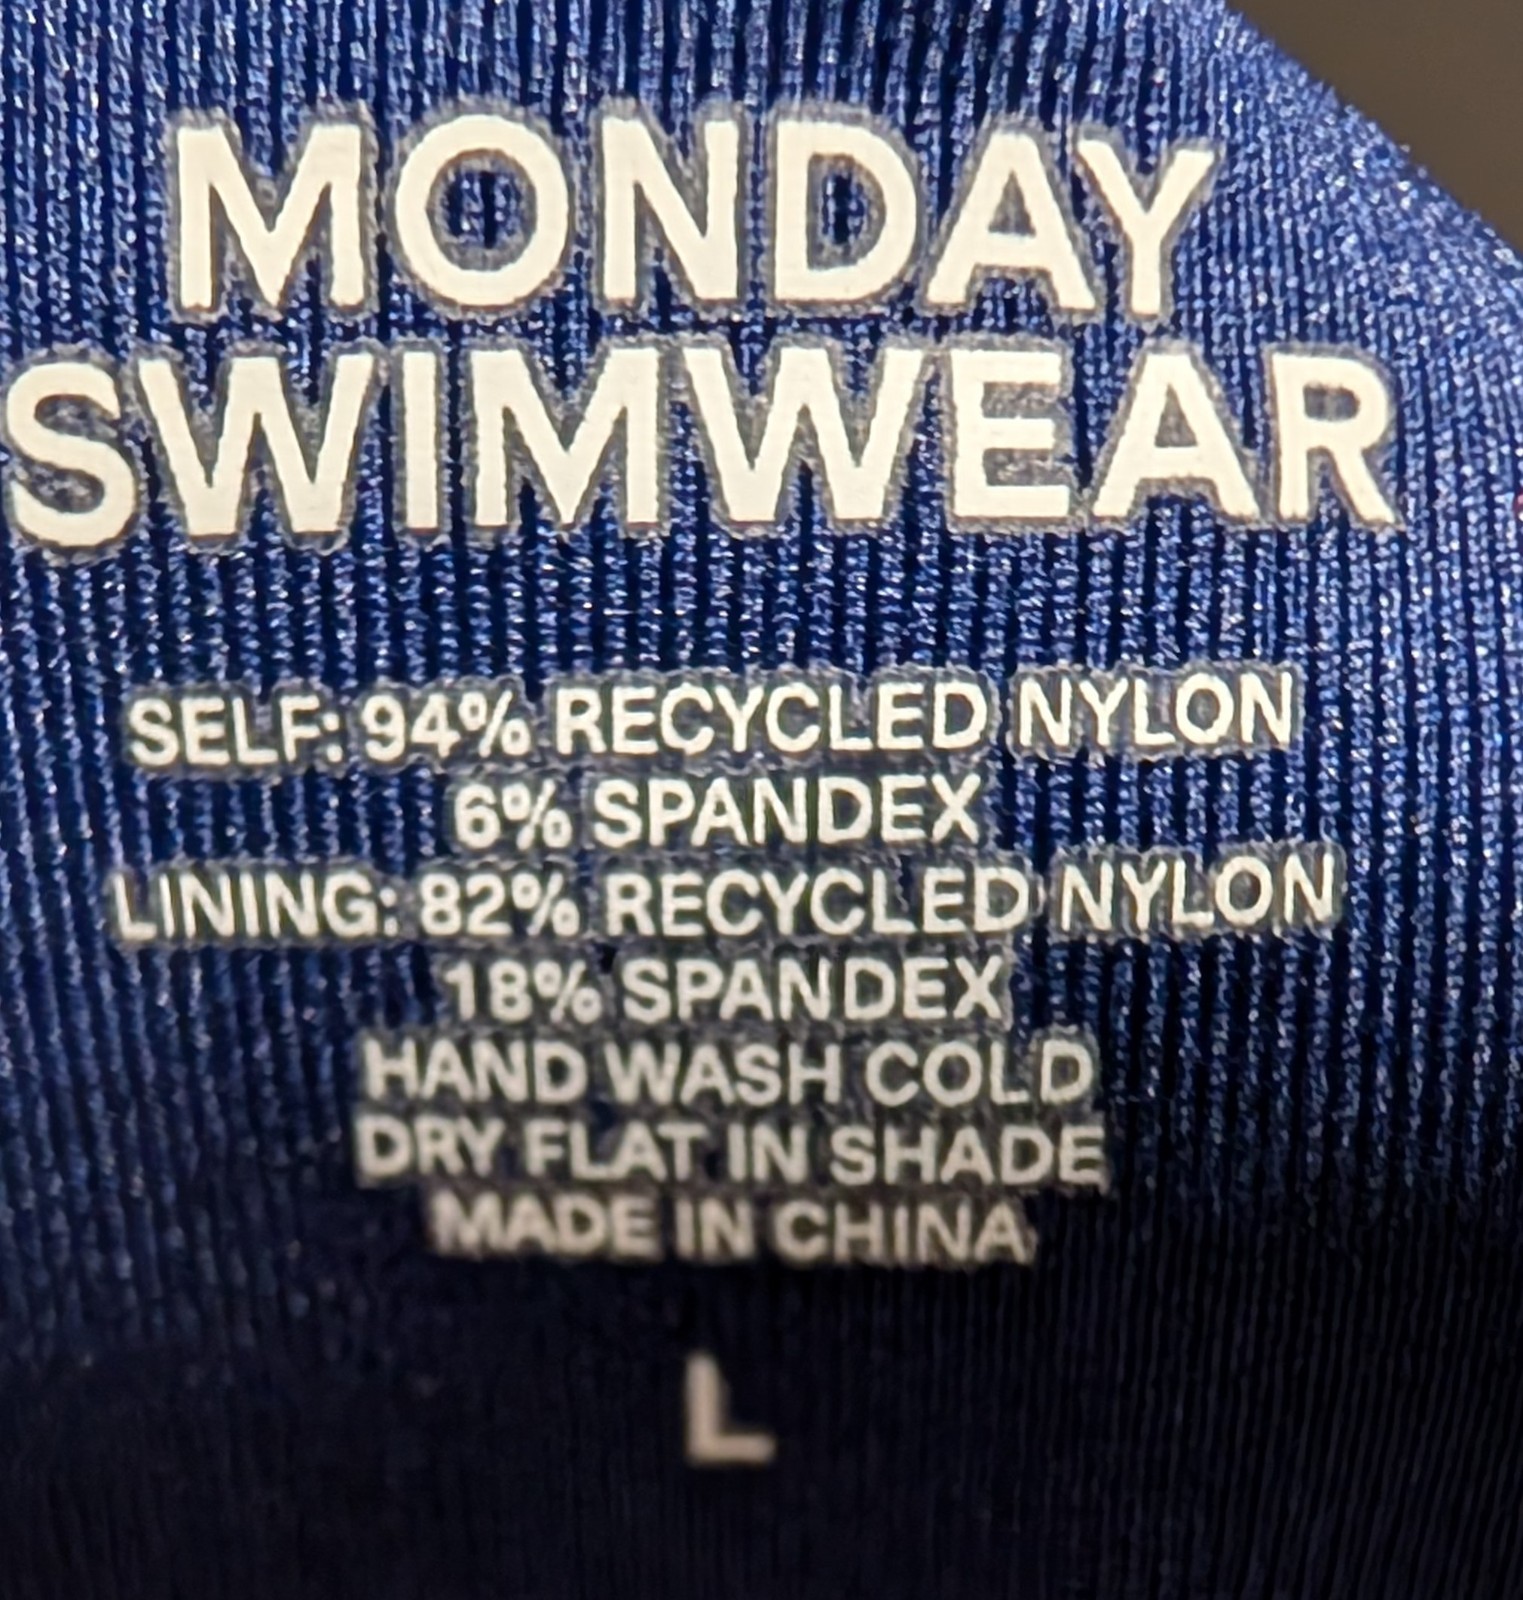 MONDAY
SWIMWEAR
SELF: 94% RECYCLED NYLON
6% SPANDEX
LINING: 82% RECYCLED NYLON
18% SPANDEX
HAND WASH COLD
DRY FLAT IN SHADE
MADE IN CHINA
L